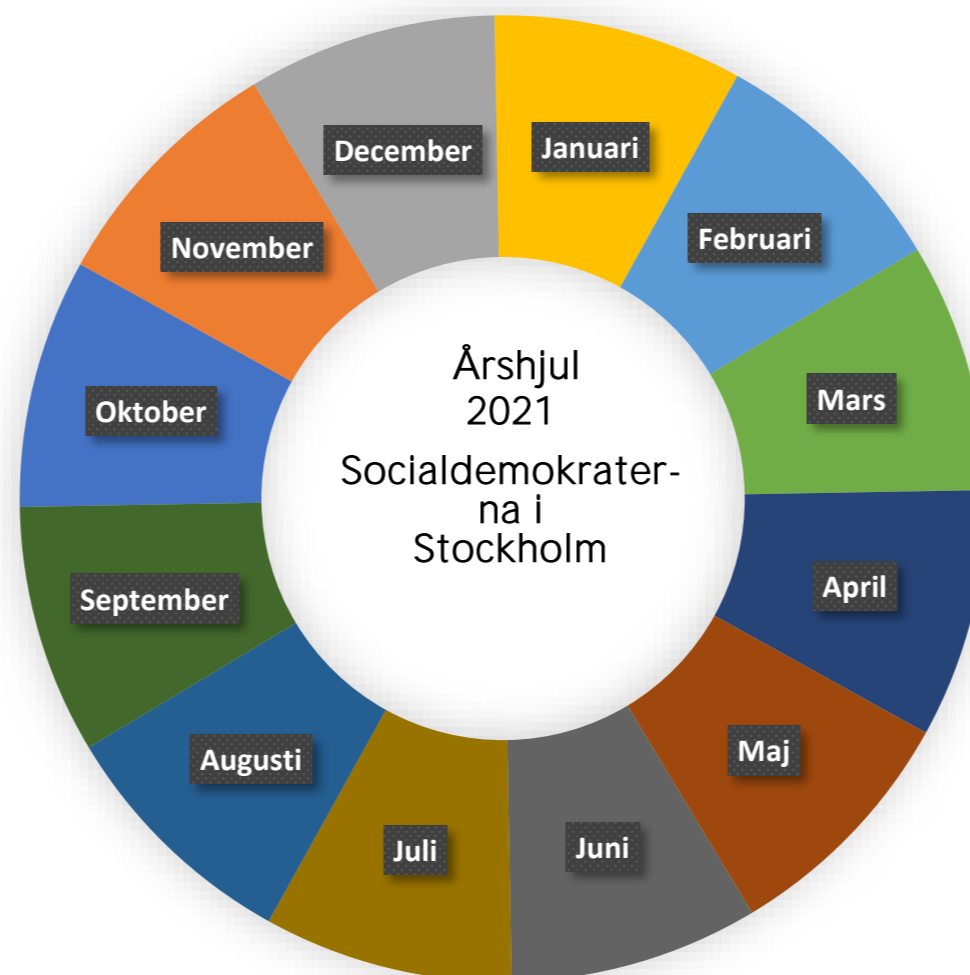 Årshjul
2021
Socialdemokrater-
na i
Stockholm
Januari
Februari
Mars
April
Maj
Juni
Juli
Augusti
September
Oktober
November
December